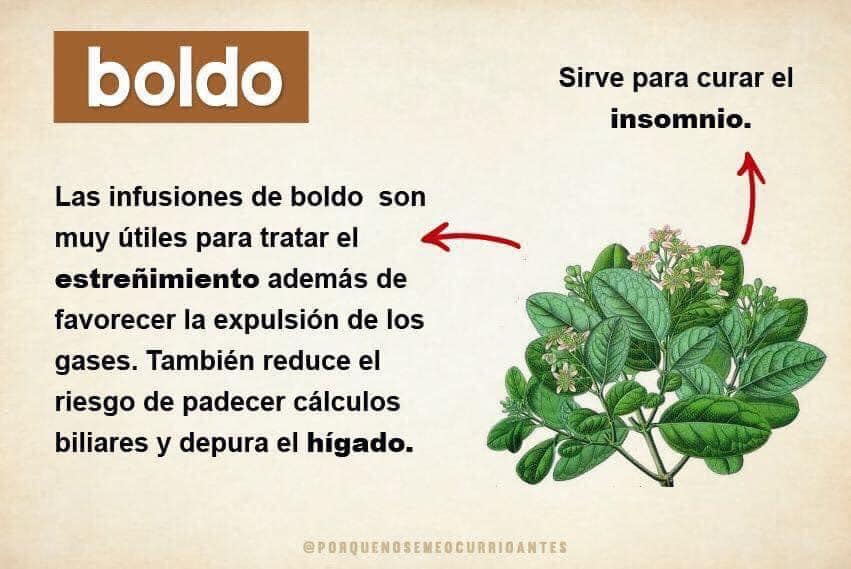 boldo
Sirve para curar el
insomnio.
Las infusiones de boldo son
muy útiles para tratar el
estreñimiento además de
favorecer la expulsión de los
gases. También reduce el
riesgo de padecer cálculos
biliares y depura el hígado.
@PORQUENOSEMEOCURRIOANTES